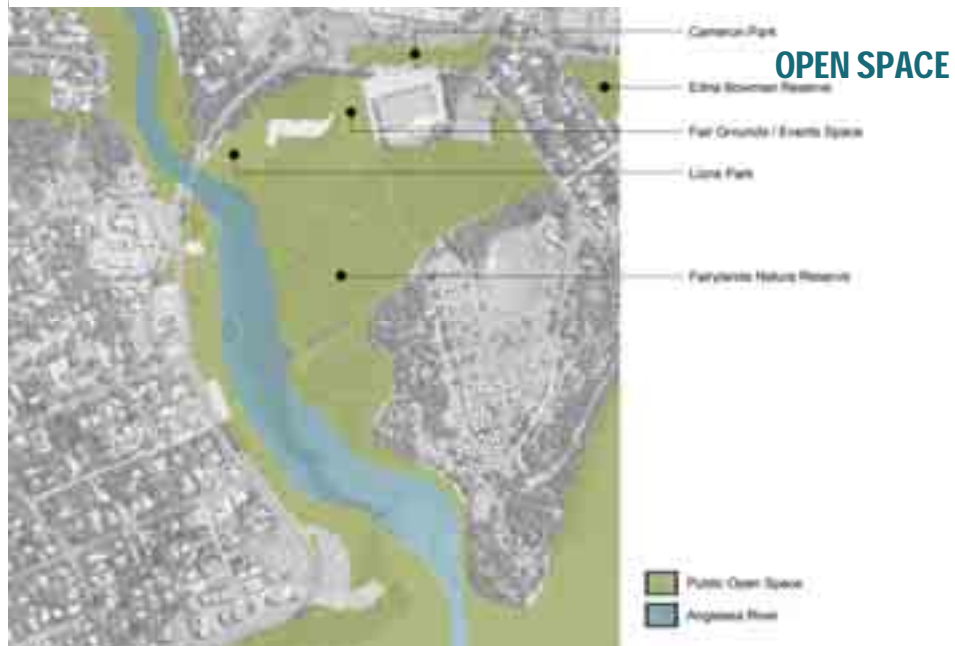 Cameron Park
OPEN SPACE
Edna Bowman Reserve
Fair Grounds / Events Space
Lions Park
Fairylands Nature Reserve
Public Open Space
Anglesea River